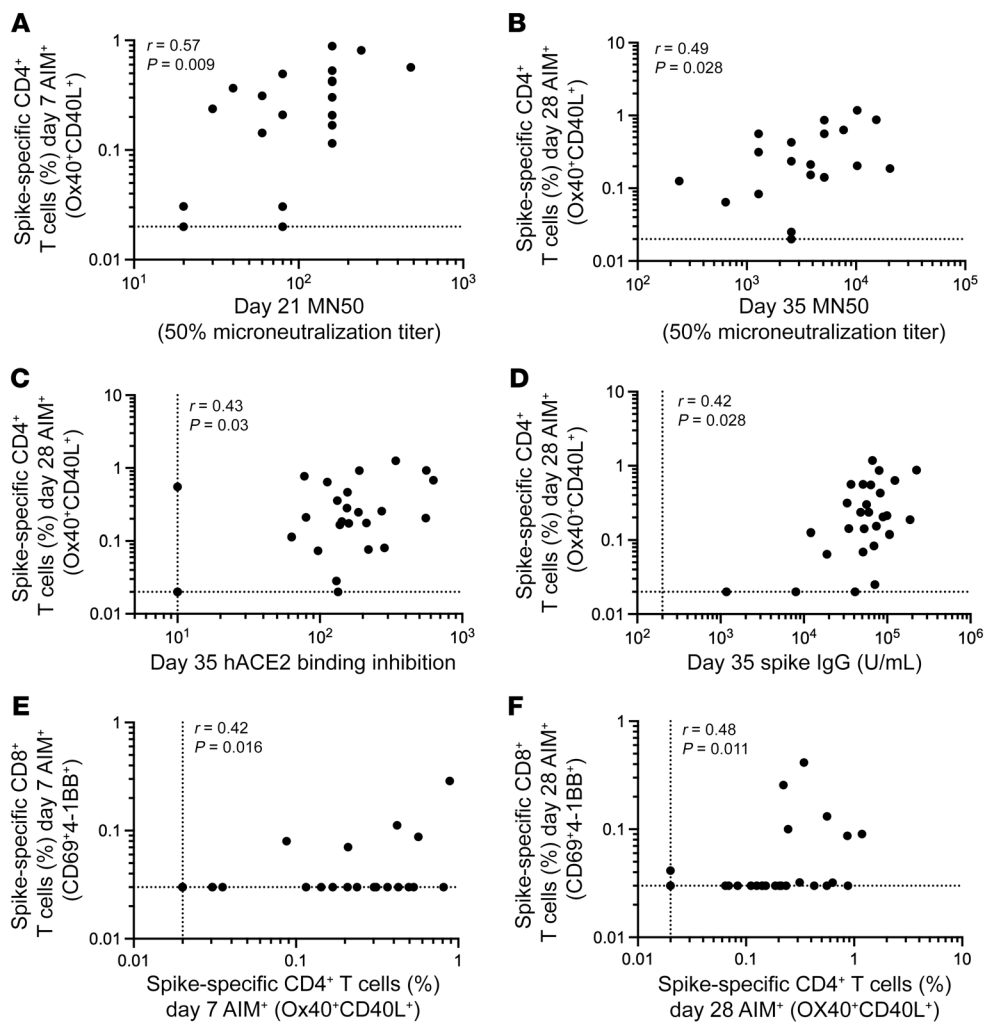 A
Spike-specific CD4⁺
T cells (%) day 7 AIM⁺
(Ox40⁺CD40L⁺)
1
0.1
0.01
r = 0.57
P = 0.009
10¹
10²
10³
Day 21 MN50
(50% microneutralization titer)
B
Spike-specific CD4⁺
T cells (%) day 28 AIM⁺
(Ox40⁺CD40L⁺)
10
1
0.1
0.01
r = 0.49
P = 0.028
10²
10³
10⁴
10⁵
Day 35 MN50
(50% microneutralization titer)
C
Spike-specific CD4⁺
T cells (%) day 28 AIM⁺
(Ox40⁺CD40L⁺)
10
1
0.1
0.01
r = 0.43
P = 0.03
10¹
10²
10³
Day 35 hACE2 binding inhibition
D
Spike-specific CD4⁺
T cells (%) day 28 AIM⁺
(Ox40⁺CD40L⁺)
10
1
0.1
0.01
r = 0.42
P = 0.028
10²
10³
10⁴
10⁵
10⁶
Day 35 spike IgG (U/mL)
E
Spike-specific CD8⁺
T cells (%) day 7 AIM⁺
(CD69⁺4-1BB⁺)
1
0.1
0.01
r = 0.42
P = 0.016
0.01
0.1
1
Spike-specific CD4⁺ T cells (%)
day 7 AIM⁺ (Ox40⁺CD40L⁺)
F
Spike-specific CD8⁺
T cells (%) day 28 AIM⁺
(CD69⁺4-1BB⁺)
1
0.1
0.01
r = 0.48
P = 0.011
0.01
0.1
1
10
Spike-specific CD4⁺ T cells (%)
day 28 AIM⁺ (OX40⁺CD40L⁺)